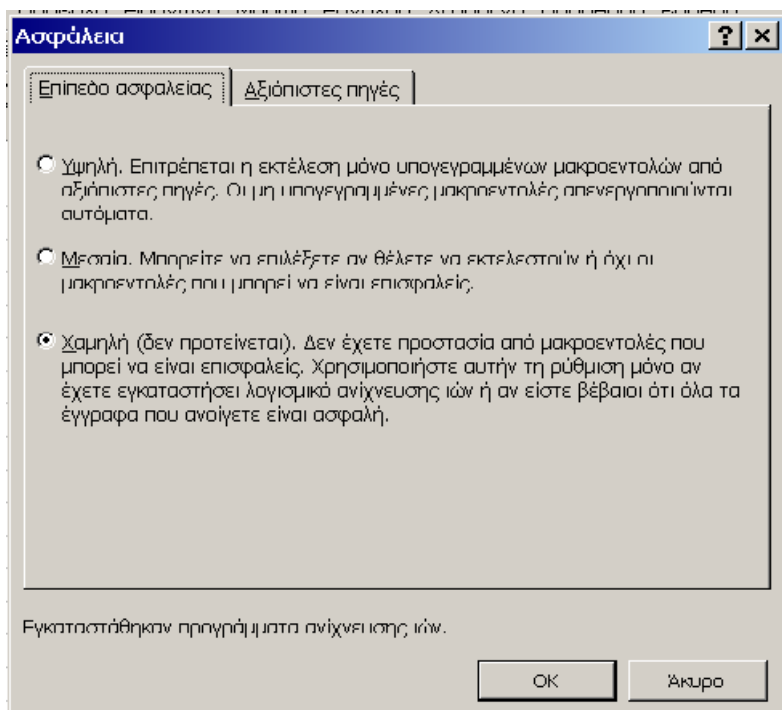 Ασφάλεια
Επίπεδο ασφαλείας
Αξιόπιστες πηγές
Υψηλή. Επιτρέπεται η εκτέλεση μόνο υπογεγραμμένων μακροεντολών από
αξιόπιστες πηγές. Οι μη υπογεγραμμένες μακροεντολές απενεργοποιούνται
αυτόματα.
Μεσαία. Μπορείτε να επιλέξετε αν θέλετε να εκτελεστούν ή όχι οι
μακροεντολές που μπορεί να είναι επισφαλείς.
Χαμηλή (δεν προτείνεται). Δεν έχετε προστασία από μακροεντολές που
μπορεί να είναι επισφαλείς. Χρησιμοποιήστε αυτήν τη ρύθμιση μόνο αν
έχετε εγκαταστήσει λογισμικό ανίχνευσης ιών ή αν είστε βέβαιοι ότι όλα τα
έγγραφα που ανοίγετε είναι ασφαλή.
Εγκαταστάθηκαν προγράμματα ανίχνευσης ιών.
OK
Άκυρο